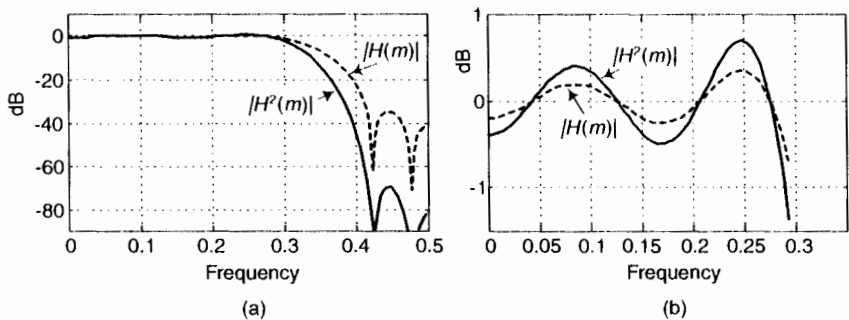 0
-20
-40
-60
-80
dB
|H(m)|
|H²(m)|
0 0.1 0.2 0.3 0.4 0.5
Frequency
(a)
1
0
-1
dB
|H²(m)|
|H(m)|
0 0.05 0.1 0.15 0.2 0.25 0.3
Frequency
(b)